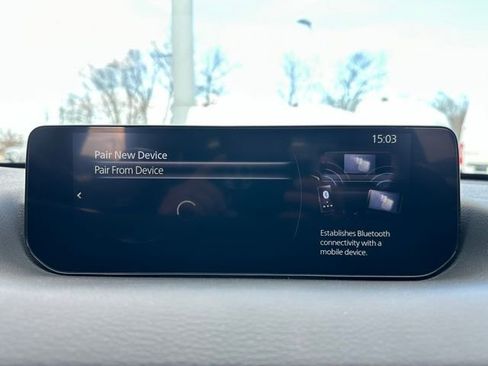 15:03
Pair New Device
Pair From Device
Establishes Bluetooth
connectivity with a
mobile device.